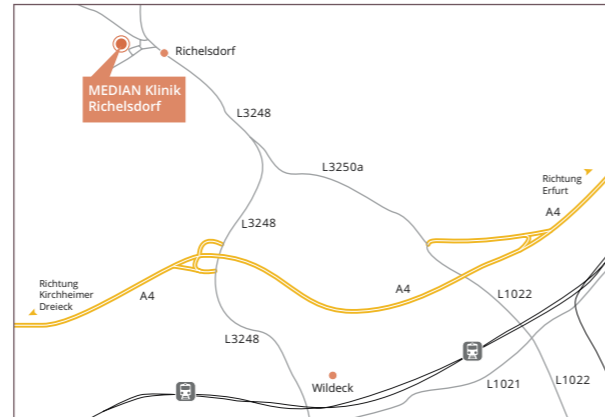 Richelsdorf
MEDIAN Klinik
Richelsdorf
L3248
L3250a
Richtung
Erfurt
A4
L3248
Richtung
Kirchheimer
Dreieck
A4
A4
L1022
L3248
Wildeck
L1021
L1022